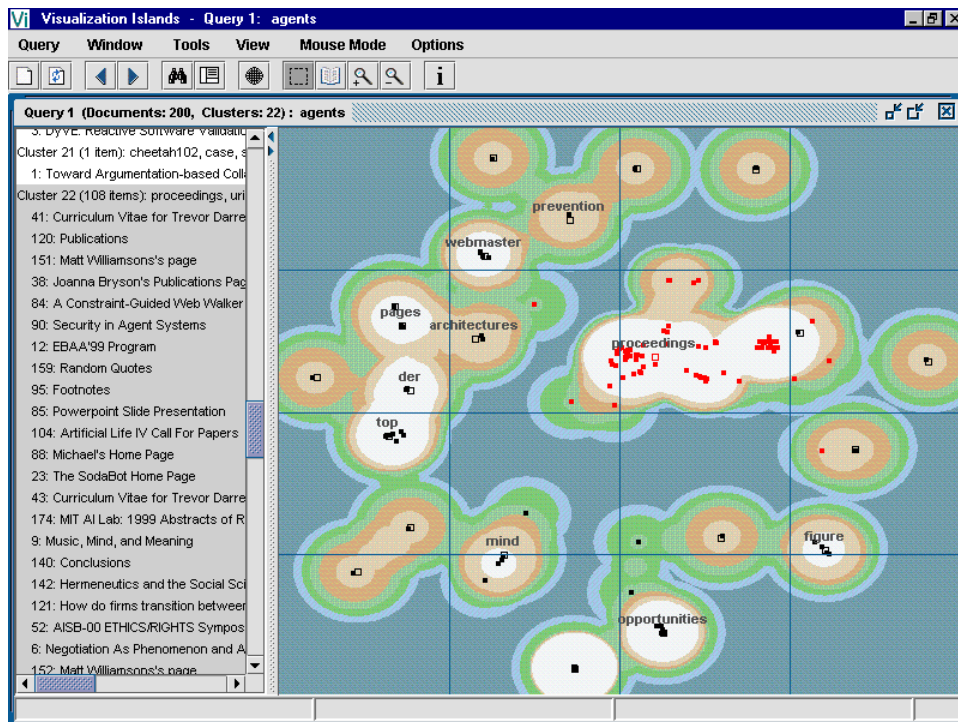 Vi Visualization Islands - Query 1: agents
Query Window Tools View Mouse Mode Options
i
Query 1 (Documents: 200, Clusters: 22) : agents
3: DyVE: Reactive Software Validatio
Cluster 21 (1 item): cheetah102, case, s
1: Toward Argumentation-based Coll
Cluster 22 (108 items): proceedings, uri
41: Curriculum Vitae for Trevor Darre
120: Publications
151: Matt Williamsons's page
38: Joanna Bryson's Publications Pag
84: A Constraint-Guided Web Walker
90: Security in Agent Systems
12: EBAA'99 Program
159: Random Quotes
95: Footnotes
85: Powerpoint Slide Presentation
104: Artificial Life IV Call For Papers
88: Michael's Home Page
23: The SodaBot Home Page
43: Curriculum Vitae for Trevor Darre
174: MIT AI Lab: 1999 Abstracts of R
9: Music, Mind, and Meaning
140: Conclusions
142: Hermeneutics and the Social Sci
121: How do firms transition between
52: AISB-00 ETHICS/RIGHTS Sympos
6: Negotiation As Phenomenon and A
152: Matt Williamsons's page
prevention
webmaster
pages
architectures
proceedings
der
top
mind
figure
opportunities